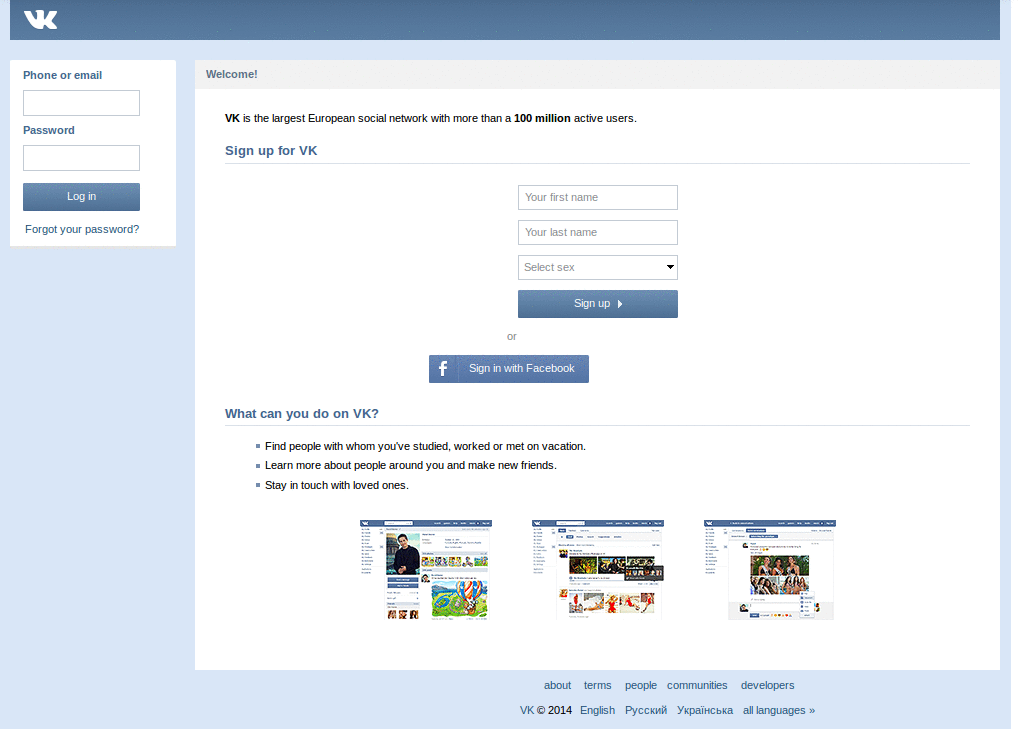 Phone or email
Password
Log in
Forgot your password?
Welcome!
VK is the largest European social network with more than a 100 million active users.
Sign up for VK
Your first name
Your last name
Select sex
Sign up
or
f Sign in with Facebook
What can you do on VK?
Find people with whom you've studied, worked or met on vacation.
Learn more about people around you and make new friends.
Stay in touch with loved ones.
about terms people communities developers
VK © 2014 English Русский Українська all languages »